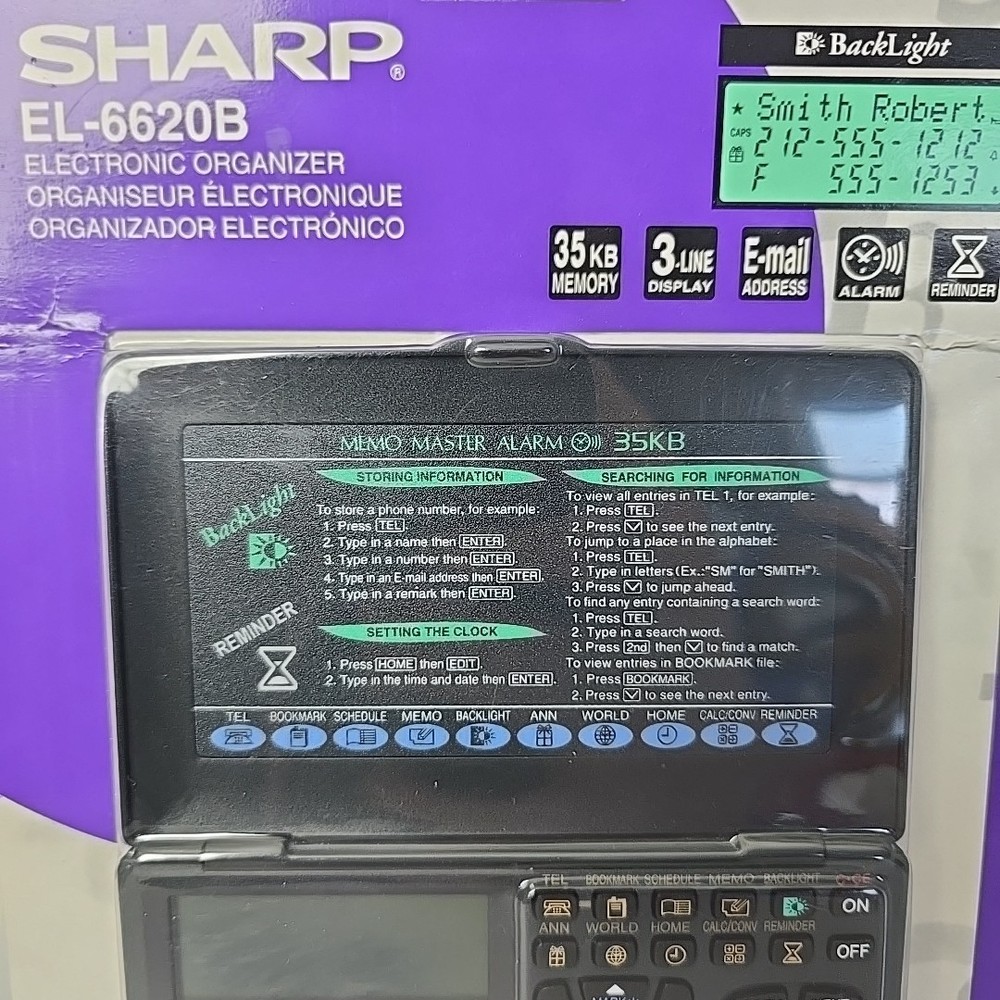 SHARP®
EL-6620B
ELECTRONIC ORGANIZER
ORGANISEUR ÉLECTRONIQUE
ORGANIZADOR ELECTRÓNICO
BackLight
★ Smith Robert
CAPS 212-555-1212
F 555-1253
35 KB MEMORY
3-LINE DISPLAY
E-mail ADDRESS
ALARM
REMINDER
MEMO MASTER ALARM 35KB
BackLight
REMINDER
STORING INFORMATION
To store a phone number, for example:
1. Press TEL.
2. Type in a name then ENTER.
3. Type in a number then ENTER.
4. Type in an E-mail address then ENTER.
5. Type in a remark then ENTER.
SETTING THE CLOCK
1. Press HOME then EDIT.
2. Type in the time and date then ENTER.
SEARCHING FOR INFORMATION
To view all entries in TEL 1, for example:
1. Press TEL.
2. Press ∨ to see the next entry.
To jump to a place in the alphabet:
1. Press TEL.
2. Type in letters (Ex.:"SM" for "SMITH").
3. Press ∨ to jump ahead.
To find any entry containing a search word:
1. Press TEL.
2. Type in a search word.
3. Press 2nd then ∨ to find a match.
To view entries in BOOKMARK file:
1. Press BOOKMARK.
2. Press ∨ to see the next entry.
TEL BOOKMARK SCHEDULE MEMO BACKLIGHT ANN WORLD HOME CALC/CONV REMINDER
TEL BOOKMARK SCHEDULE MEMO BACKLIGHT C•CE
ON
ANN WORLD HOME CALC/CONV REMINDER
OFF